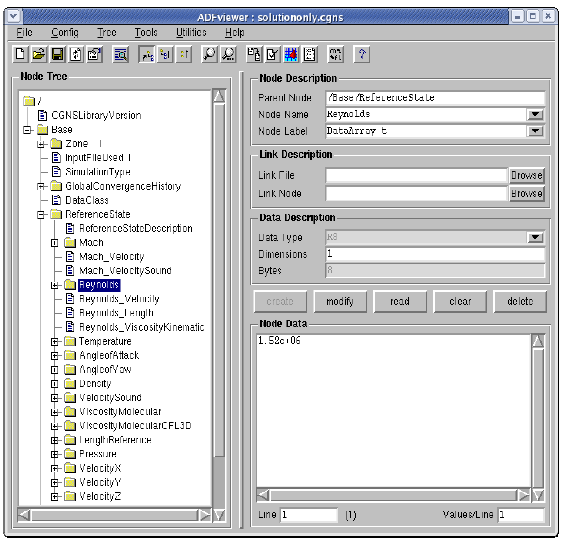 ADFviewer : solutiononly.cgns
File Config Tree Tools Utilities Help
Node Tree
/
CGNSLibraryVersion
Base
Zone 1
InputFileUsed 1
SimulationType
GlobalConvergenceHistory
DataClass
ReferenceState
ReferenceStateDescription
Mach
Mach_Velocity
Mach_VelocitySound
Reynolds
Reynolds_Velocity
Reynolds_Length
Reynolds_ViscosityKinematic
Temperature
AngleofAttack
AngleofYaw
Density
VelocitySound
ViscosityMolecular
ViscosityMolecularCFL3D
LengthReference
Pressure
VelocityX
VelocityY
VelocityZ
Node Description
Parent Node /Base/ReferenceState
Node Name Reynolds
Node Label DataArray_t
Link Description
Link File Browse
Link Node Browse
Data Description
Data Type R8
Dimensions 1
Bytes 8
create modify read clear delete
Node Data
1.52e+06
Line 1 (1) Values/Line 1